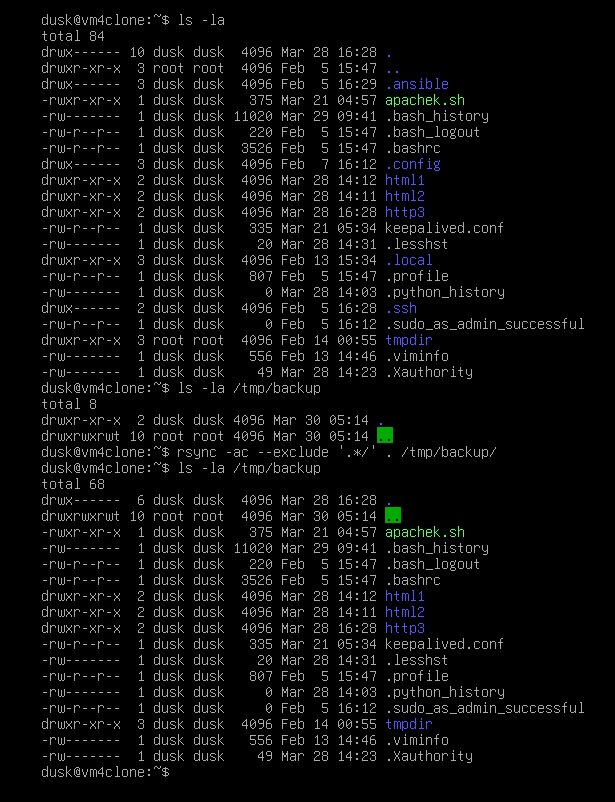 dusk@vm4clone:~$ ls -la
total 84
drwx------ 10 dusk dusk  4096 Mar 28 16:28 .
drwxr-xr-x  3 root root  4096 Feb  5 15:47 ..
drwx------  3 dusk dusk  4096 Feb  5 16:29 .ansible
-rwxr-xr-x  1 dusk dusk   375 Mar 21 04:57 apachek.sh
-rw-------  1 dusk dusk 11020 Mar 29 09:41 .bash_history
-rw-r--r--  1 dusk dusk   220 Feb  5 15:47 .bash_logout
-rw-r--r--  1 dusk dusk  3526 Feb  5 15:47 .bashrc
drwx------  3 dusk dusk  4096 Feb  7 16:12 .config
drwxr-xr-x  2 dusk dusk  4096 Mar 28 14:12 html1
drwxr-xr-x  2 dusk dusk  4096 Mar 28 14:11 html2
drwxr-xr-x  2 dusk dusk  4096 Mar 28 16:28 http3
-rw-r--r--  1 dusk dusk   335 Mar 21 05:34 keepalived.conf
-rw-------  1 dusk dusk    20 Mar 28 14:31 .lesshst
drwxr-xr-x  3 dusk dusk  4096 Feb 13 15:34 .local
-rw-r--r--  1 dusk dusk   807 Feb  5 15:47 .profile
-rw-------  1 dusk dusk     0 Mar 28 14:03 .python_history
drwx------  2 dusk dusk  4096 Feb  5 16:28 .ssh
-rw-r--r--  1 dusk dusk     0 Feb  5 16:12 .sudo_as_admin_successful
drwxr-xr-x  3 root root  4096 Feb 14 00:55 tmpdir
-rw-------  1 dusk dusk   556 Feb 13 14:46 .viminfo
-rw-------  1 dusk dusk    49 Mar 28 14:23 .Xauthority
dusk@vm4clone:~$ ls -la /tmp/backup
total 8
drwxr-xr-x  2 dusk dusk 4096 Mar 30 05:14 .
drwxrwxrwt 10 root root 4096 Mar 30 05:14 ..
dusk@vm4clone:~$ rsync -ac --exclude '.*/' . /tmp/backup/
dusk@vm4clone:~$ ls -la /tmp/backup
total 68
drwx------  6 dusk dusk  4096 Mar 28 16:28 .
drwxrwxrwt 10 root root  4096 Mar 30 05:14 ..
-rwxr-xr-x  1 dusk dusk   375 Mar 21 04:57 apachek.sh
-rw-------  1 dusk dusk 11020 Mar 29 09:41 .bash_history
-rw-r--r--  1 dusk dusk   220 Feb  5 15:47 .bash_logout
-rw-r--r--  1 dusk dusk  3526 Feb  5 15:47 .bashrc
drwxr-xr-x  2 dusk dusk  4096 Mar 28 14:12 html1
drwxr-xr-x  2 dusk dusk  4096 Mar 28 14:11 html2
drwxr-xr-x  2 dusk dusk  4096 Mar 28 16:28 http3
-rw-r--r--  1 dusk dusk   335 Mar 21 05:34 keepalived.conf
-rw-------  1 dusk dusk    20 Mar 28 14:31 .lesshst
-rw-r--r--  1 dusk dusk   807 Feb  5 15:47 .profile
-rw-------  1 dusk dusk     0 Mar 28 14:03 .python_history
-rw-r--r--  1 dusk dusk     0 Feb  5 16:12 .sudo_as_admin_successful
drwxr-xr-x  3 dusk dusk  4096 Feb 14 00:55 tmpdir
-rw-------  1 dusk dusk   556 Feb 13 14:46 .viminfo
-rw-------  1 dusk dusk    49 Mar 28 14:23 .Xauthority
dusk@vm4clone:~$